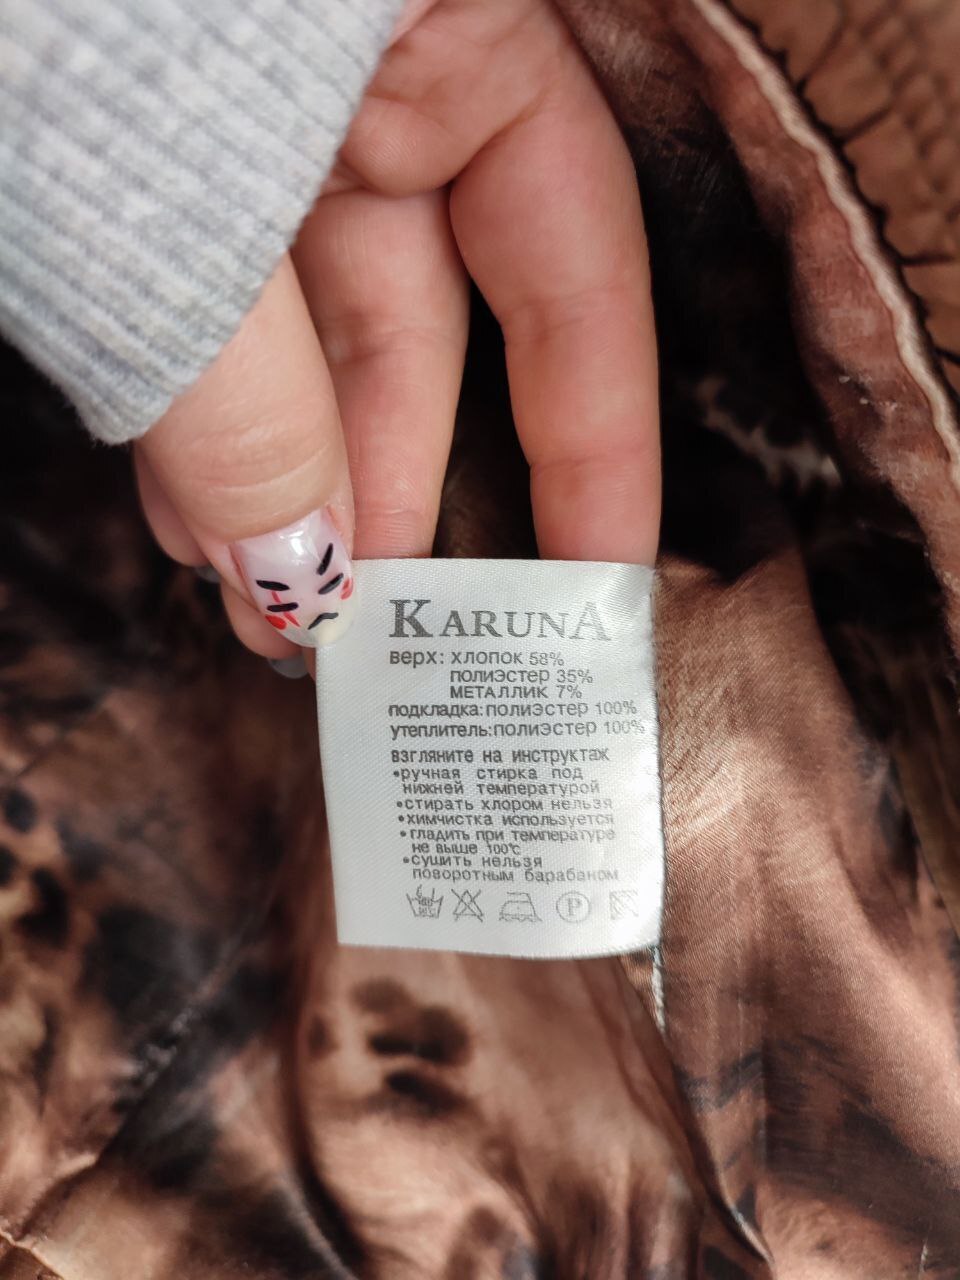 KARUNA
верх: ХЛОПОК 58%
ПОЛИЭСТЕР 35%
МЕТАЛЛИК 7%
подкладка:ПОЛИЭСТЕР 100%
утеплитель:ПОЛИЭСТЕР 100%
взгляните на инструктаж
•ручная стирка под
нижней температурой
•стирать хлором нельзя
•химчистка используется
•гладить при температуре
не выше 100℃
•сушить нельзя
поворотным барабаном
P